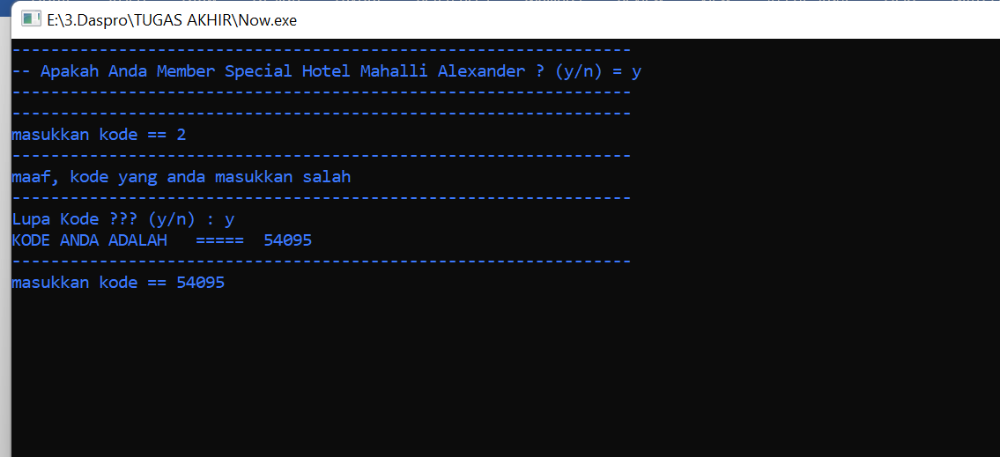 E:\3.Daspro\TUGAS AKHIR\Now.exe
----------------------------------------------------------------
-- Apakah Anda Member Special Hotel Mahalli Alexander ? (y/n) = y
----------------------------------------------------------------
----------------------------------------------------------------
masukkan kode == 2
----------------------------------------------------------------
maaf, kode yang anda masukkan salah
----------------------------------------------------------------
Lupa Kode ??? (y/n) : y
KODE ANDA ADALAH   =====  54095
----------------------------------------------------------------
masukkan kode == 54095